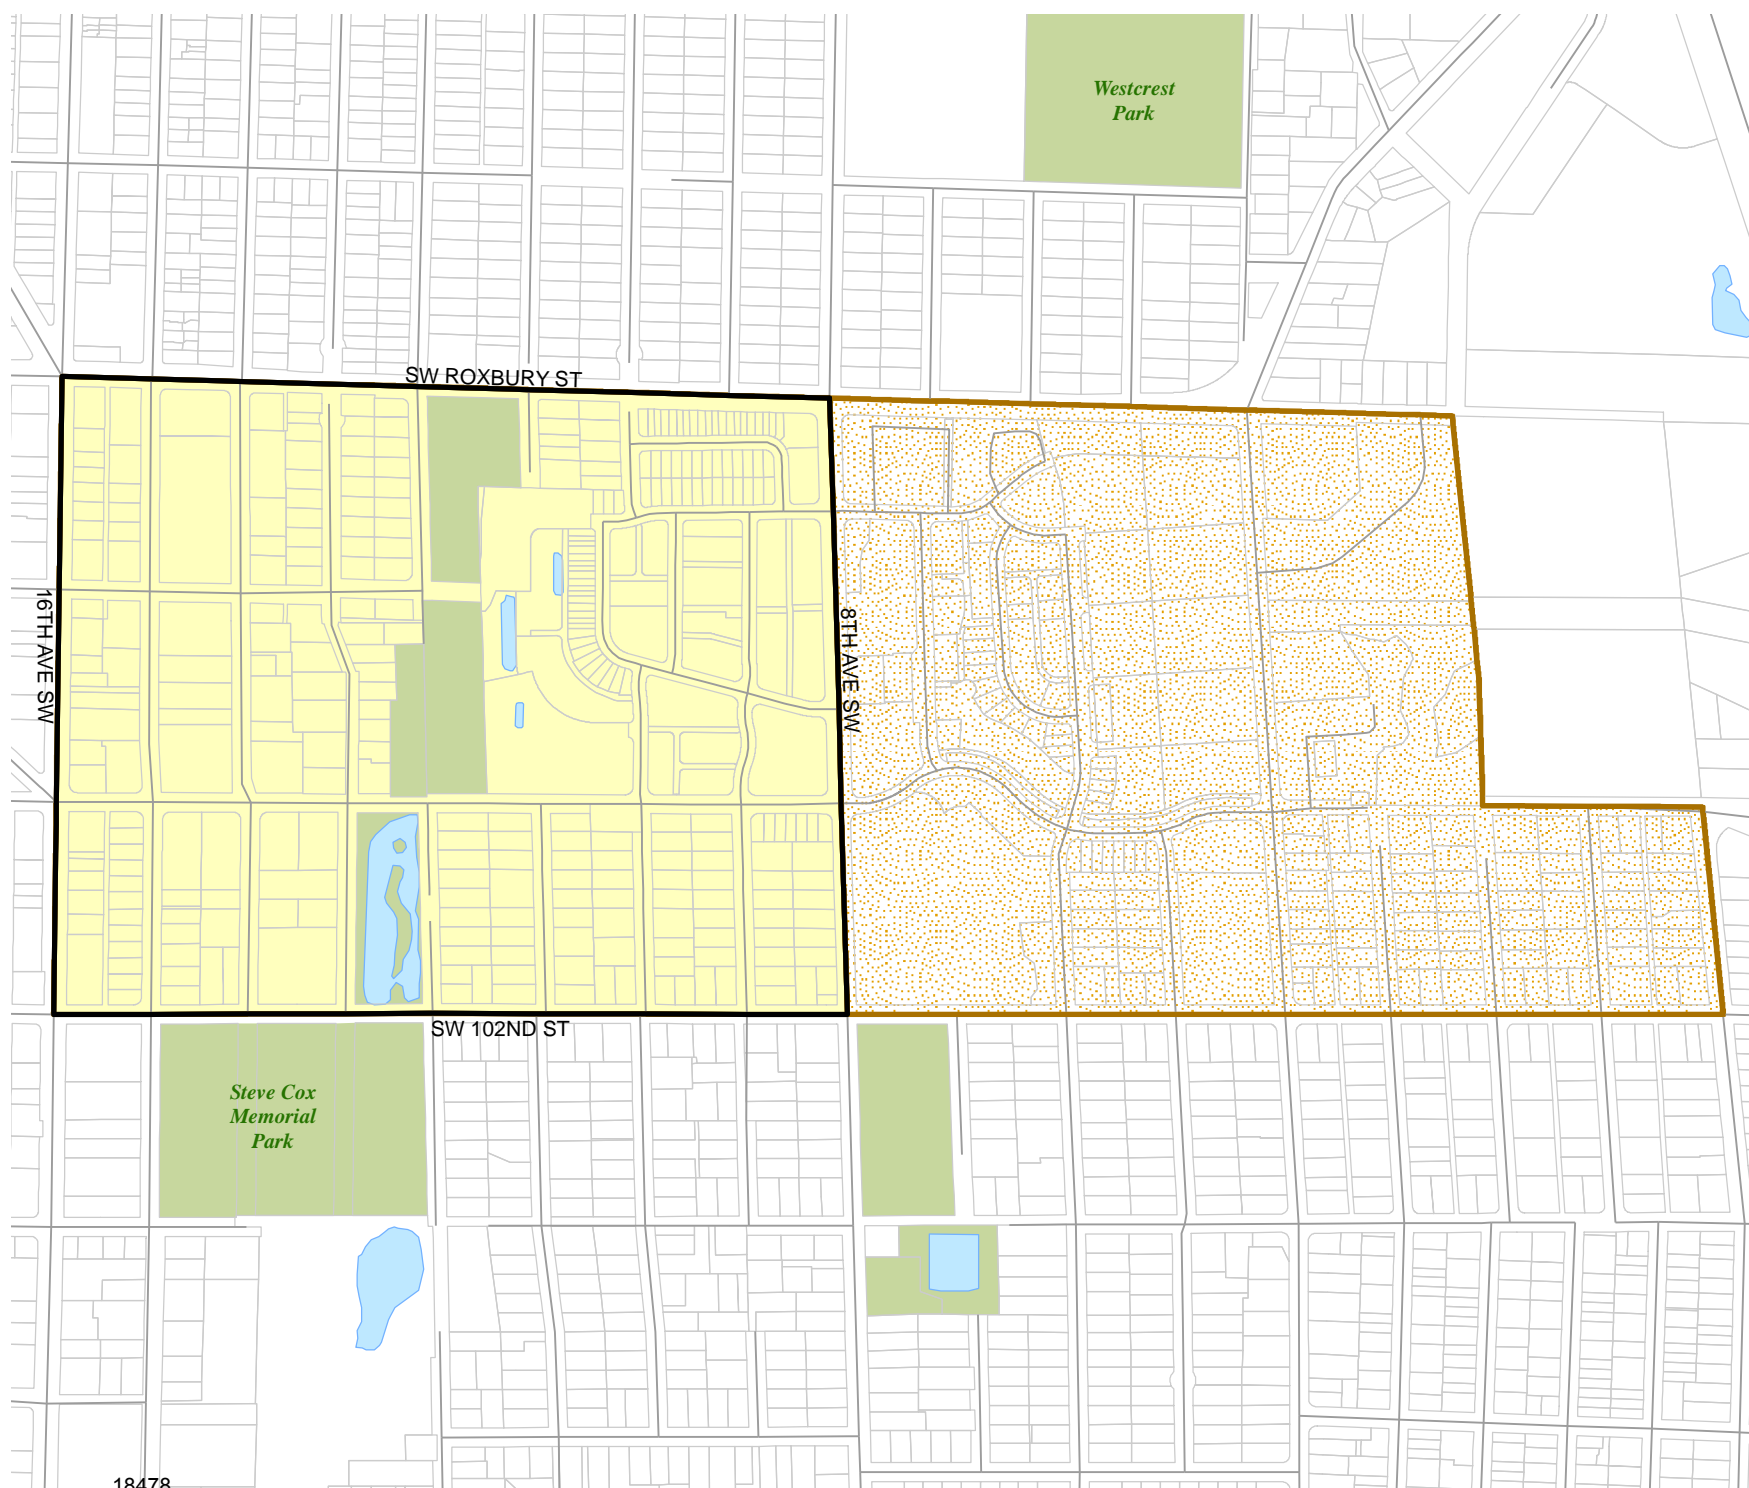 Westcrest
Park
SW ROXBURY ST
16TH AVE SW
8TH AVE SW
SW 102ND ST
Steve Cox
Memorial
Park
18478